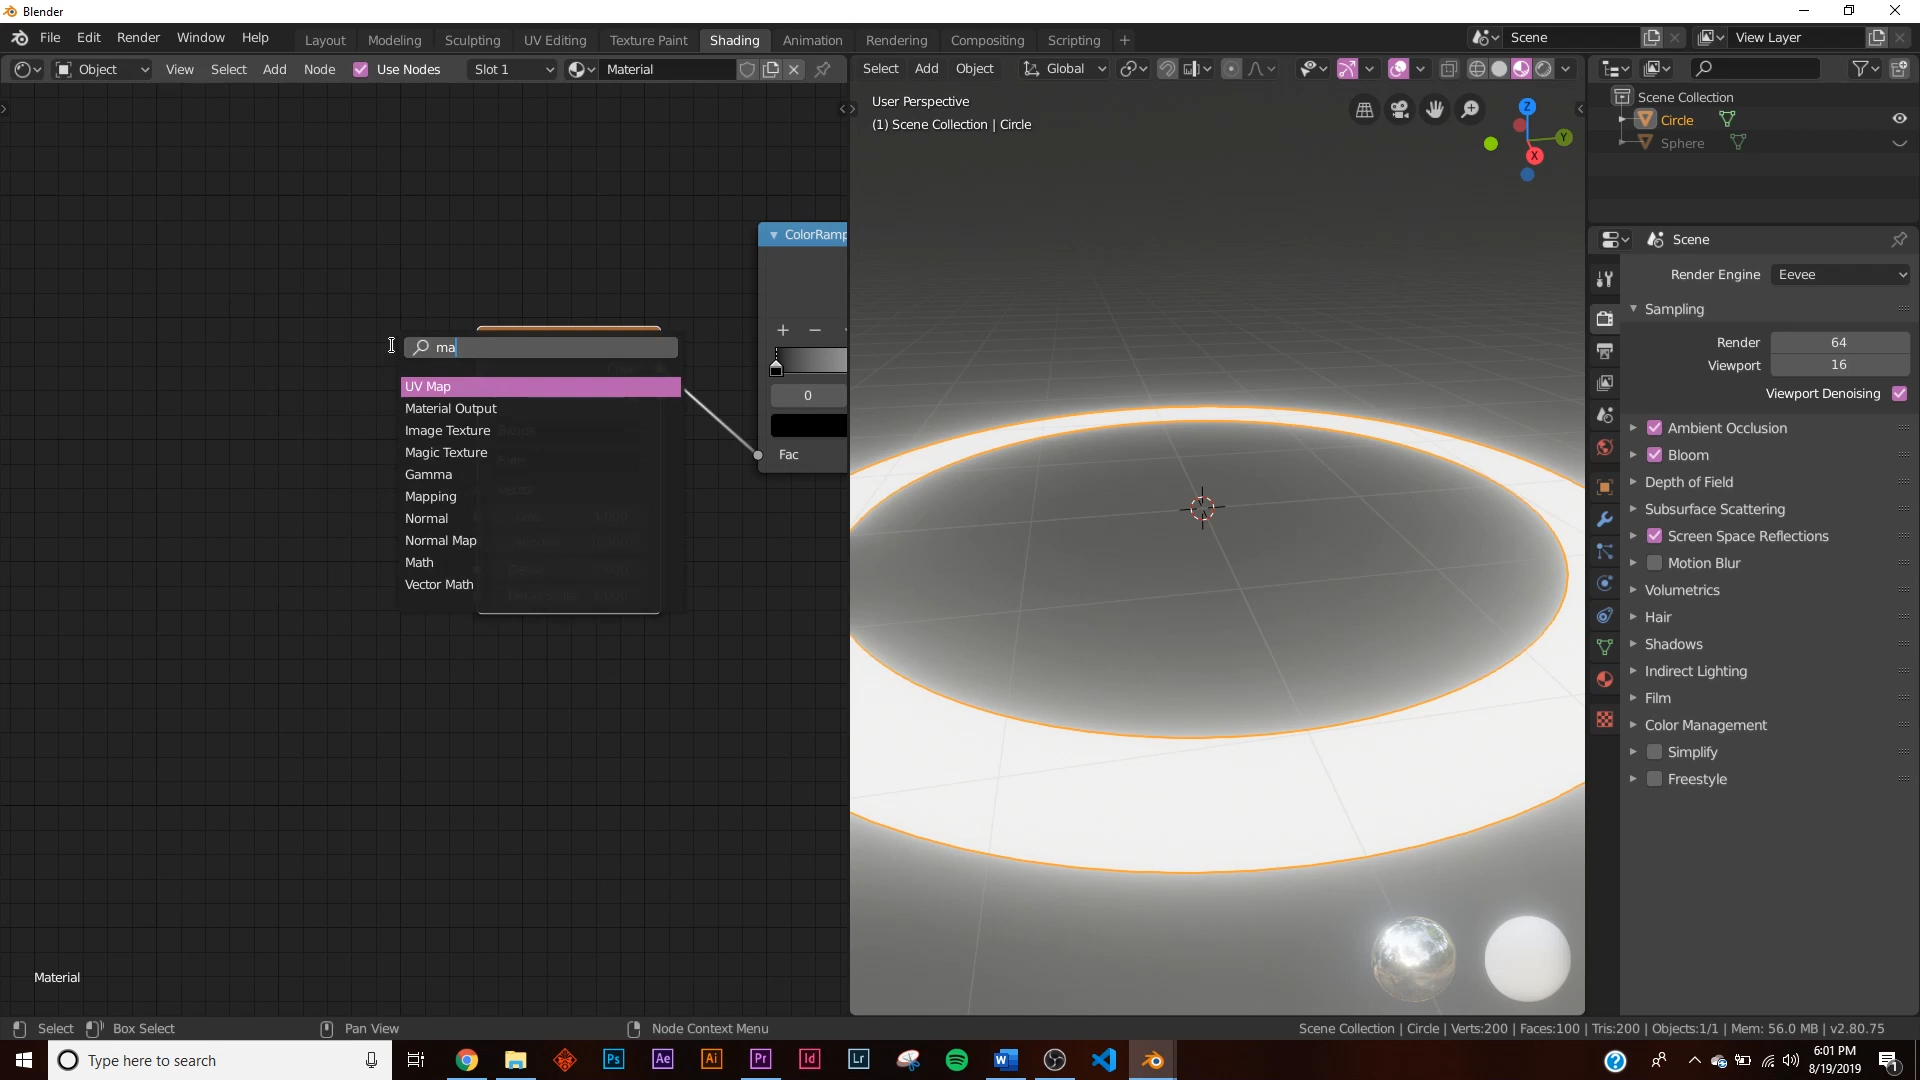 Blender
File Edit Render Window Help Layout Modeling Sculpting UV Editing Texture Paint Shading Animation Rendering Compositing Scripting + Scene View Layer
Object View Select Add Node Use Nodes Slot 1 Material
Select Add Object Global
User Perspective
(1) Scene Collection | Circle
Z
Y
X
Scene Collection
Circle
Sphere
Scene
Render Engine Eevee
Sampling
Render 64
Viewport 16
Viewport Denoising
Ambient Occlusion
Bloom
Depth of Field
Subsurface Scattering
Screen Space Reflections
Motion Blur
Volumetrics
Hair
Shadows
Indirect Lighting
Film
Color Management
Simplify
Freestyle
ColorRamp
0
Fac
ma
UV Map
Material Output
Image Texture
Magic Texture
Gamma
Mapping
Normal
Normal Map
Math
Vector Math
Material
Select Box Select Pan View Node Context Menu Scene Collection | Circle | Verts:200 | Faces:100 | Tris:200 | Objects:1/1 | Mem: 56.0 MB | v2.80.75
Type here to search
Ps Ae Ai Pr Id Lr
6:01 PM
8/19/2019
1